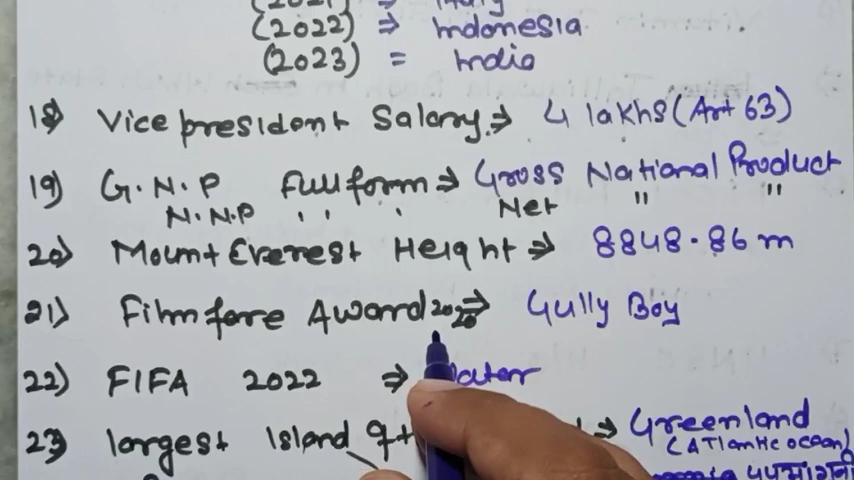 (2021) ⇒ Italy
(2022) ⇒ Indonesia
(2023) = India
18) Vice president Salary ⇒ 4 lakhs (Art 63)
19) G.N.P Full form ⇒ Gross National Product
N.N.P " " Net " "
20) Mount Everest Height ⇒ 8848.86 m
21) Filmfare Award 2020 ⇒ Gully Boy
22) FIFA 2022 ⇒
23) largest Island ⇒ Greenland
(ATlantic ocean)